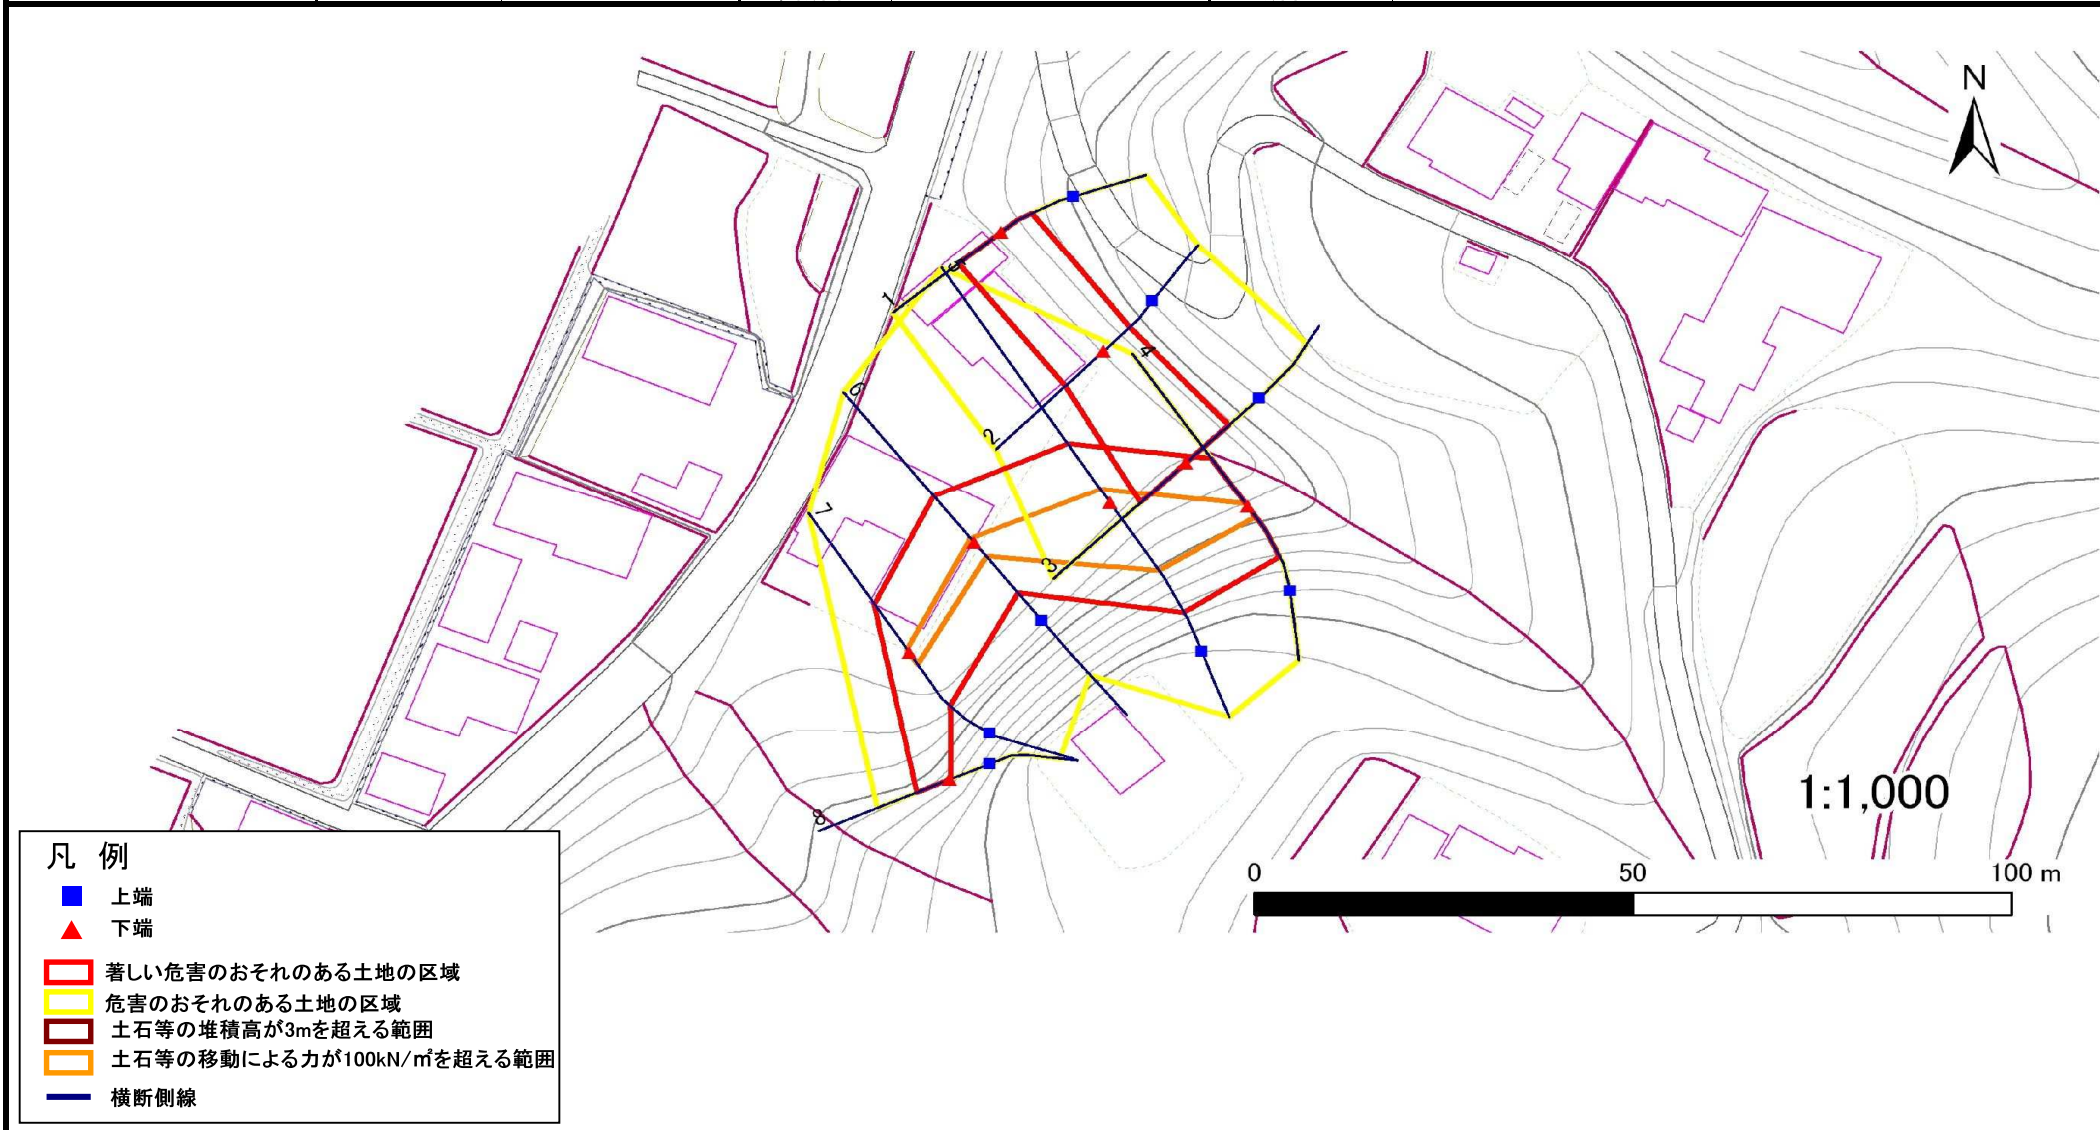 N
1
2
3
4
5
6
7
8
1:1,000
0 50 100 m
凡 例
上端
下端
著しい危害のおそれのある土地の区域
危害のおそれのある土地の区域
土石等の堆積高が3mを超える範囲
土石等の移動による力が100kN/㎡を超える範囲
横断側線